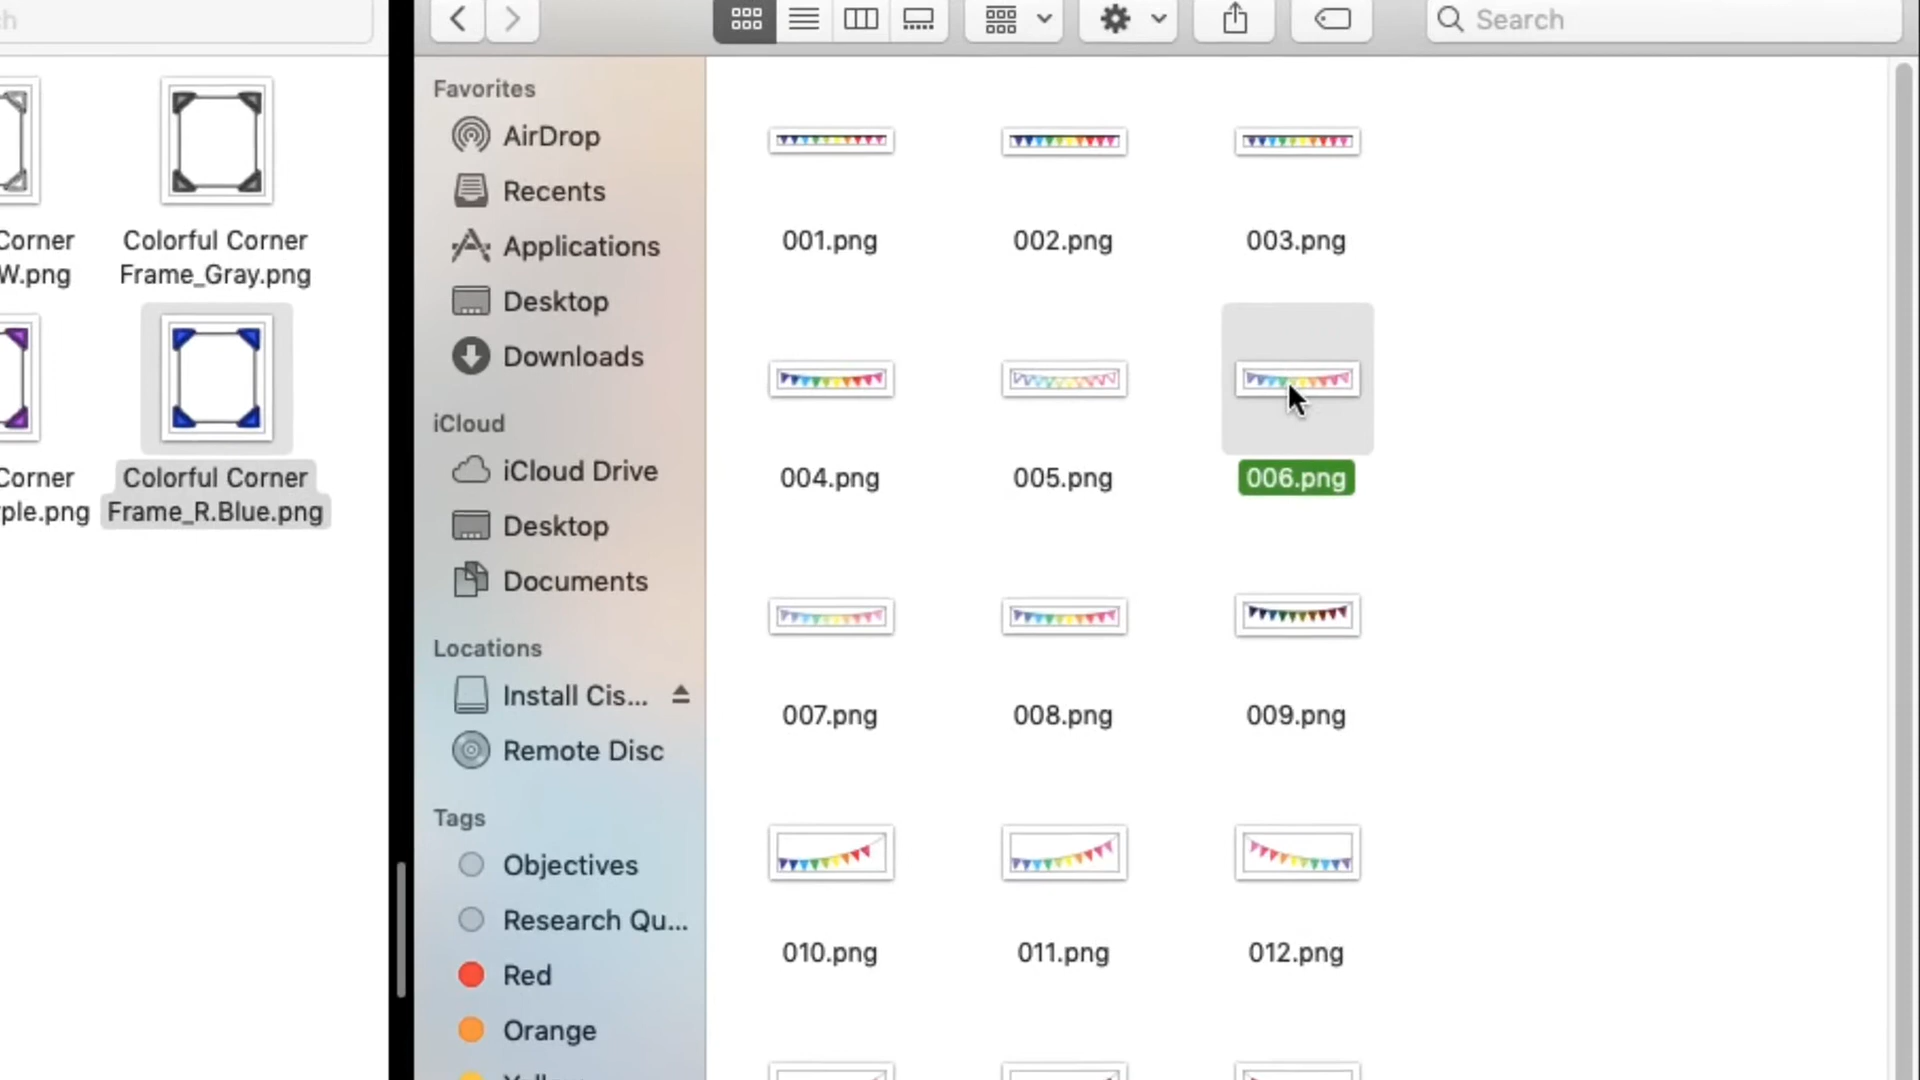 Search
Corner
W.png
Colorful Corner
Frame_Gray.png
Corner
ple.png
Colorful Corner
Frame_R.Blue.png
Favorites
AirDrop
Recents
Applications
Desktop
Downloads
iCloud
iCloud Drive
Desktop
Documents
Locations
Install Cis...
Remote Disc
Tags
Objectives
Research Qu...
Red
Orange
001.png
002.png
003.png
004.png
005.png
006.png
007.png
008.png
009.png
010.png
011.png
012.png